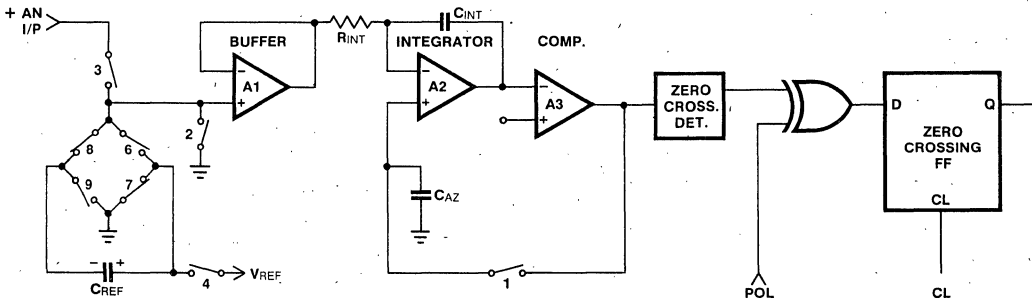 + AN
I/P
3
BUFFER
−
A1
+
2
8
6
9
7
− +
CREF
4
VREF
RINT
CINT
INTEGRATOR
−
A2
+
CAZ
1
COMP.
−
A3
+
ZERO
CROSS.
DET.
POL
D
Q
ZERO
CROSSING
FF
CL
CL